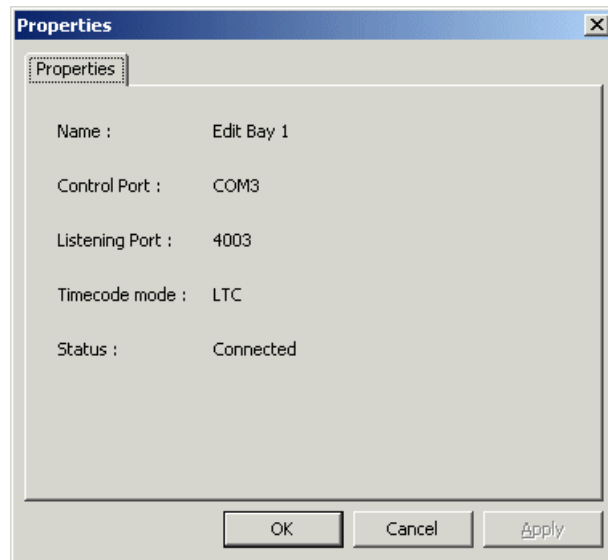 Properties
Properties
Name : Edit Bay 1
Control Port : COM3
Listening Port : 4003
Timecode mode : LTC
Status : Connected
OK Cancel Apply